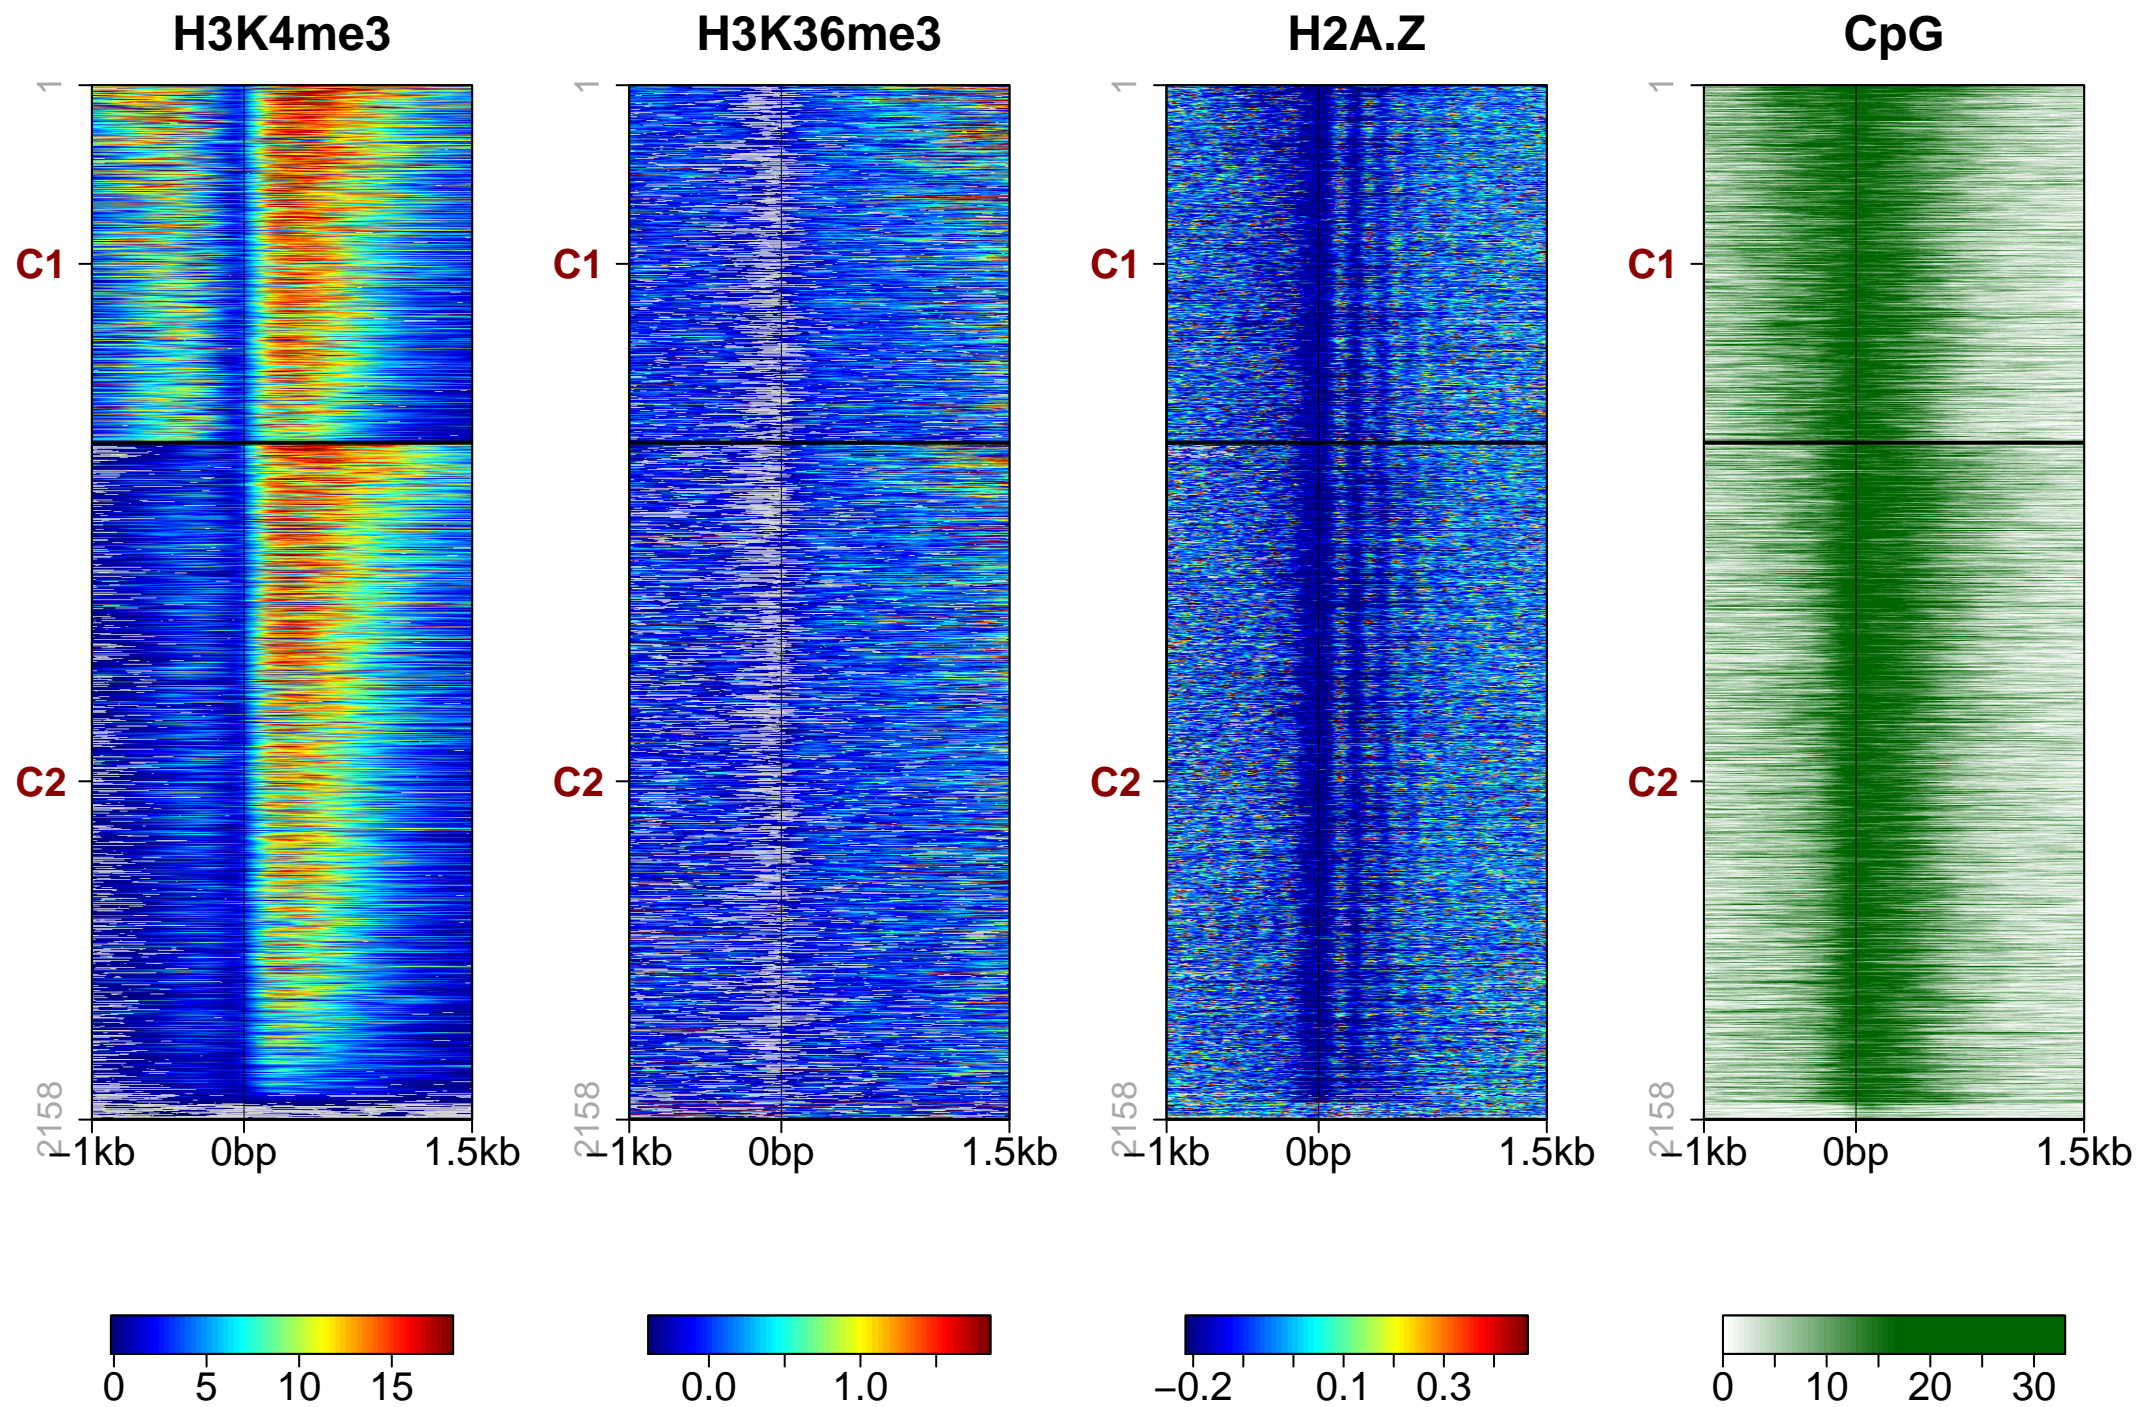 H3K4me3 H3K36me3 H2A.Z CpG
1 1 1 1
C1 C1 C1 C1
C2 C2 C2 C2
2158 2158 2158 2158
−1kb 0bp 1.5kb −1kb 0bp 1.5kb −1kb 0bp 1.5kb −1kb 0bp 1.5kb
0 5 10 15 0.0 1.0 −0.2 0.1 0.3 0 10 20 30